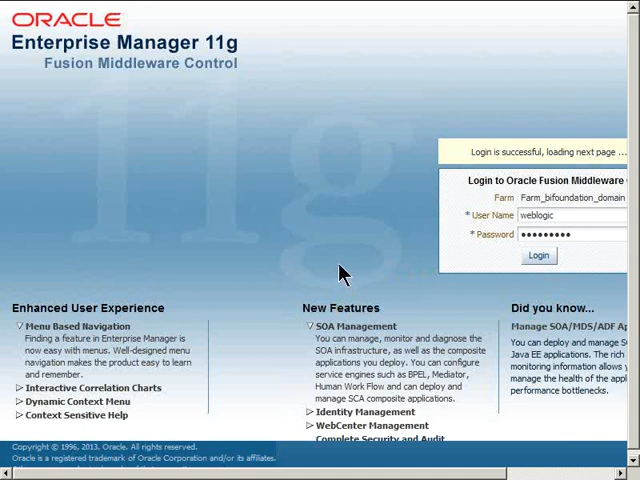 ORACLE
Enterprise Manager 11g
Fusion Middleware Control
11g
Login is successful, loading next page ...
Login to Oracle Fusion Middleware
Farm Farm_bifoundation_domain
* User Name weblogic
* Password •••••••••
Login
Enhanced User Experience
Menu Based Navigation
Finding a feature in Enterprise Manager is
now easy with menus. Well-designed menu
navigation makes the product easy to learn
and remember.
Interactive Correlation Charts
Dynamic Context Menu
Context Sensitive Help
New Features
SOA Management
You can manage, monitor and diagnose the
SOA infrastructure, as well as the composite
applications you deploy. You can configure
service engines such as BPEL, Mediator,
Human Work Flow and can deploy and
manage SCA composite applications.
Identity Management
WebCenter Management
Complete Security and Audit
Did you know...
Manage SOA/MDS/ADF Ap
You can deploy and manage SO
Java EE applications. The rich
monitoring information allows y
manage the health of the appl
performance bottlenecks.
Copyright © 1996, 2013, Oracle. All rights reserved.
Oracle is a registered trademark of Oracle Corporation and/or its affiliates.